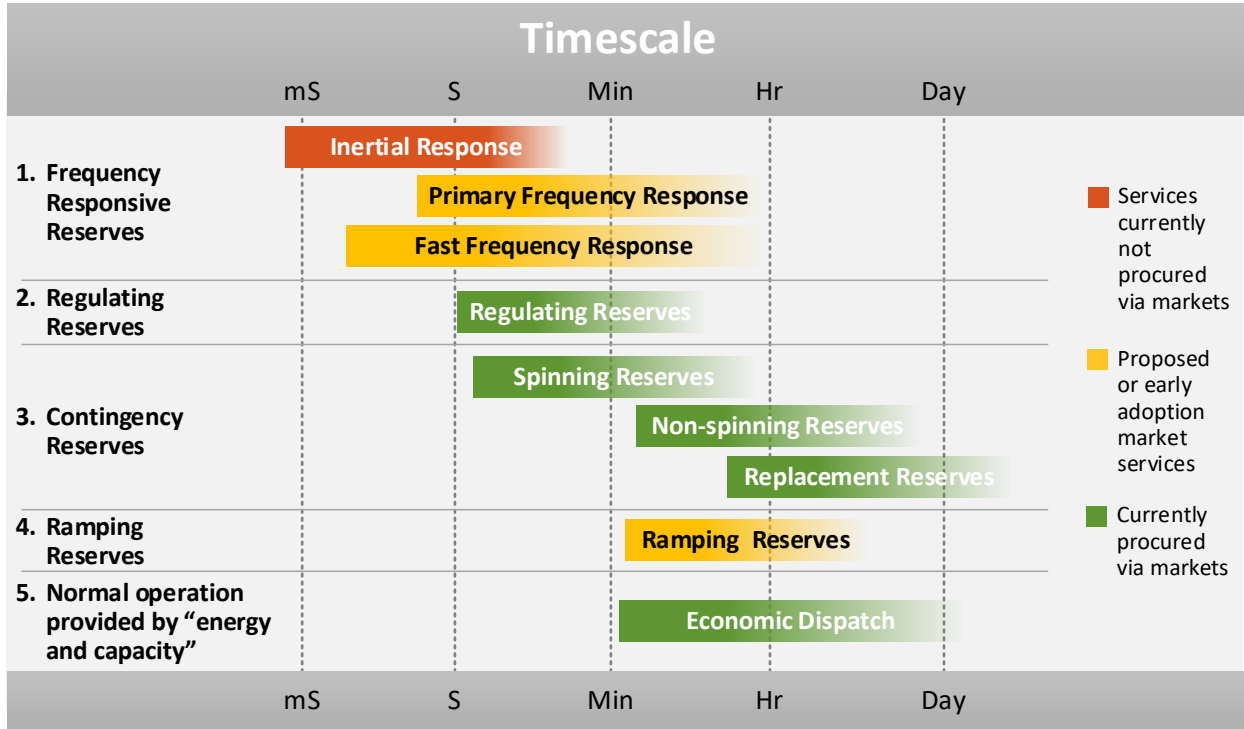 Timescale
mS S Min Hr Day
1. Frequency
Responsive
Reserves
Inertial Response
Primary Frequency Response
Fast Frequency Response
2. Regulating
Reserves
Regulating Reserves
3. Contingency
Reserves
Spinning Reserves
Non-spinning Reserves
Replacement Reserves
4. Ramping
Reserves
Ramping Reserves
5. Normal operation
provided by “energy
and capacity”
Economic Dispatch
Services
currently
not
procured
via markets
Proposed
or early
adoption
market
services
Currently
procured
via markets
mS S Min Hr Day